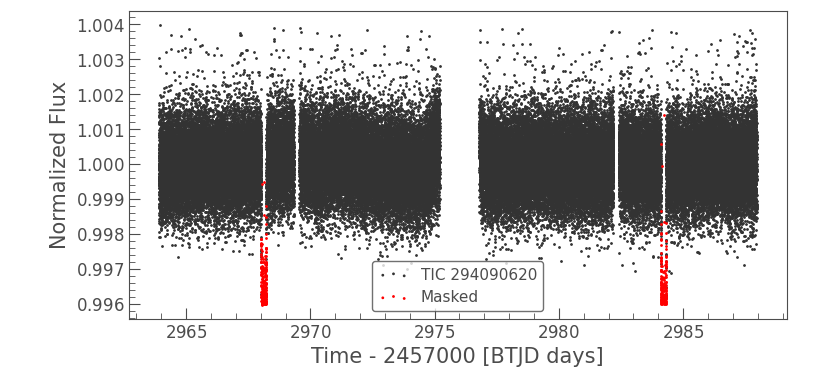 1.004
1.003
1.002
1.001
1.000
0.999
0.998
0.997
0.996
Normalized Flux
TIC 294090620
Masked
2965 2970 2975 2980 2985
Time - 2457000 [BTJD days]